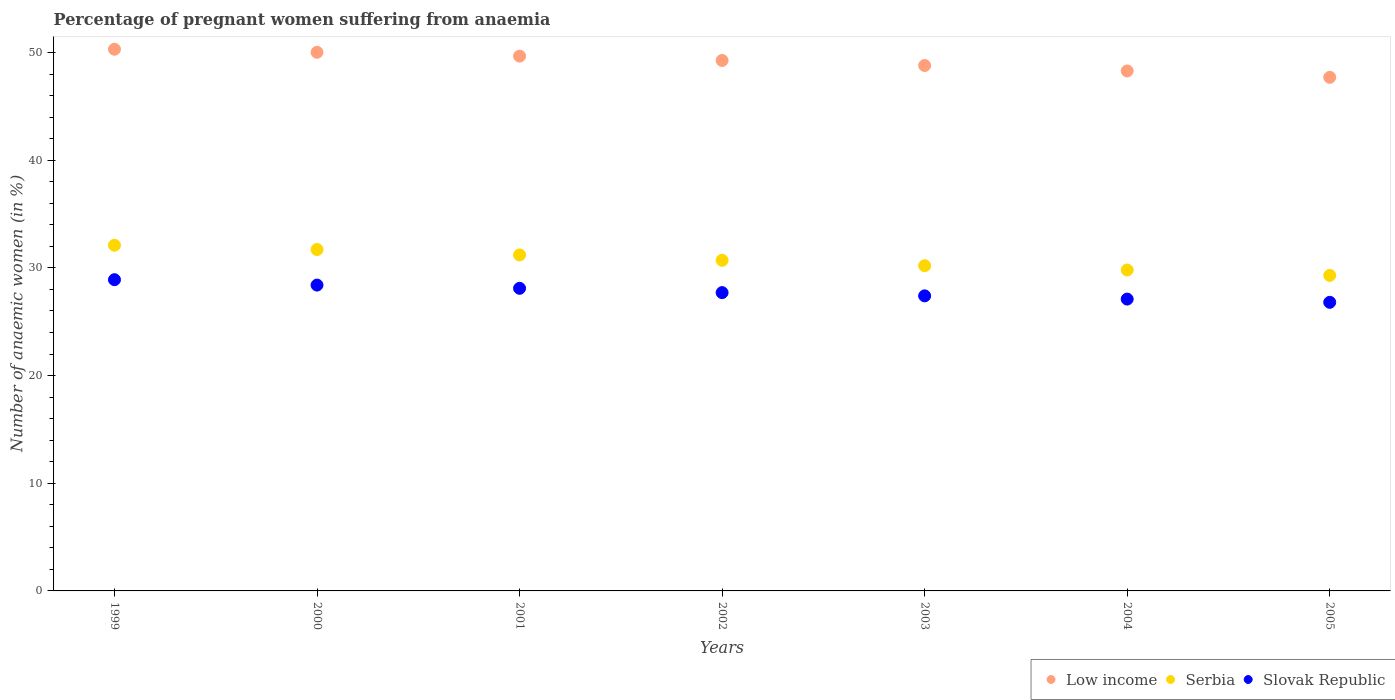 Percentage of pregnant women suffering from anaemia
Number of anaemic women (in %)
50
40
30
20
10
0
1999
2000
2001
2002
2003
2004
2005
Years
Low income
Serbia
Slovak Republic